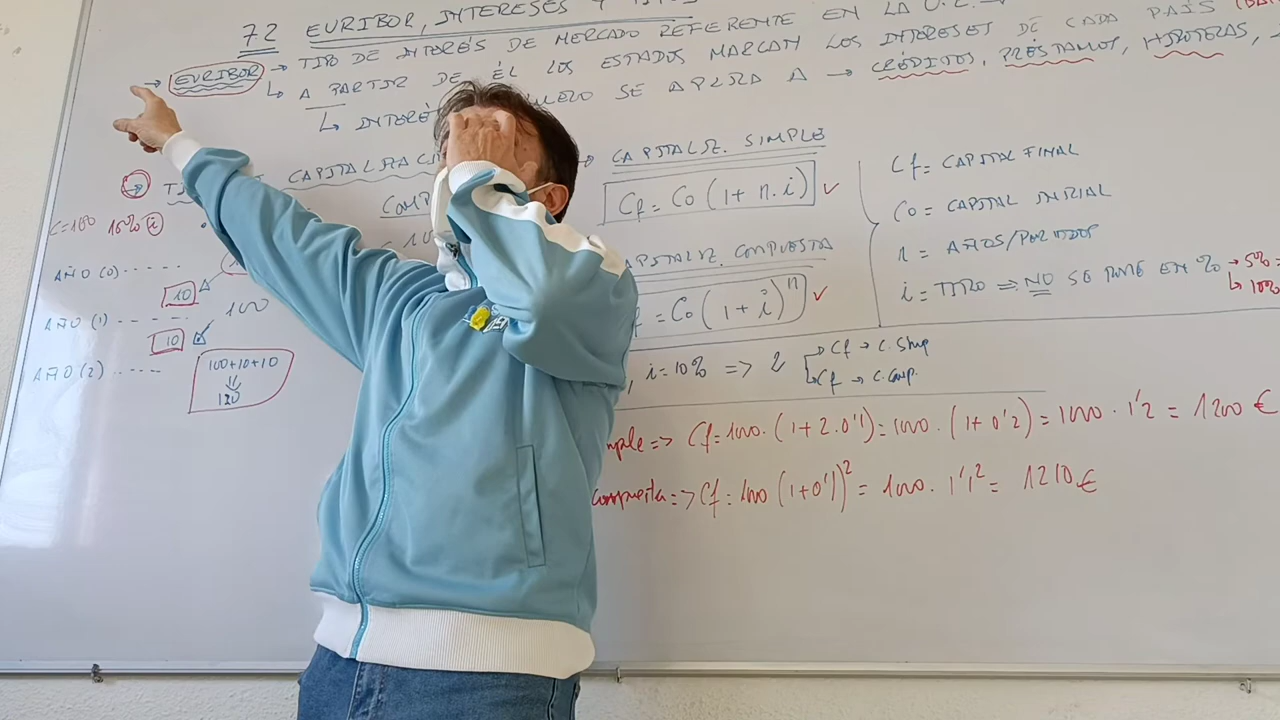 72 EURIBOR, INTERESES Y
→ EURIBOR → TIPO DE INTERÉS DE MERCADO REFERENTE EN LA U.E.
↳ A PARTIR DE ÉL LOS ESTADOS MARCAN LOS INTERESES DE CADA PAÍS
↳ INTERÉS SE APLICA A → CRÉDITOS, PRÉSTAMOS, HIPOTECAS,
CAPITALIZ. SIMPLE
Cf = Co (1 + n.i) ✓
COMPUESTA
= Co (1 + i)^n ✓
Cf = CAPITAL FINAL
Co = CAPITAL INICIAL
n = AÑOS/PERIODOS
i = TIPO => NO SE PONE EN % → 5% =
↳ 10%
C=100 10% (i)
AÑO (0) ......
10
AÑO (1) ......
100
10
AÑO (2) .....
100+10+10
120
, i=10% => 2
Cf → C. Simp
Cf → C. Comp.
mple => Cf = 1000. (1+2.0'1) = 1000. (1+0'2) = 1000. 1'2 = 1200 €
Compuesta => Cf = (1+0'1)^2 = 1000. 1'1^2 = 1210 €